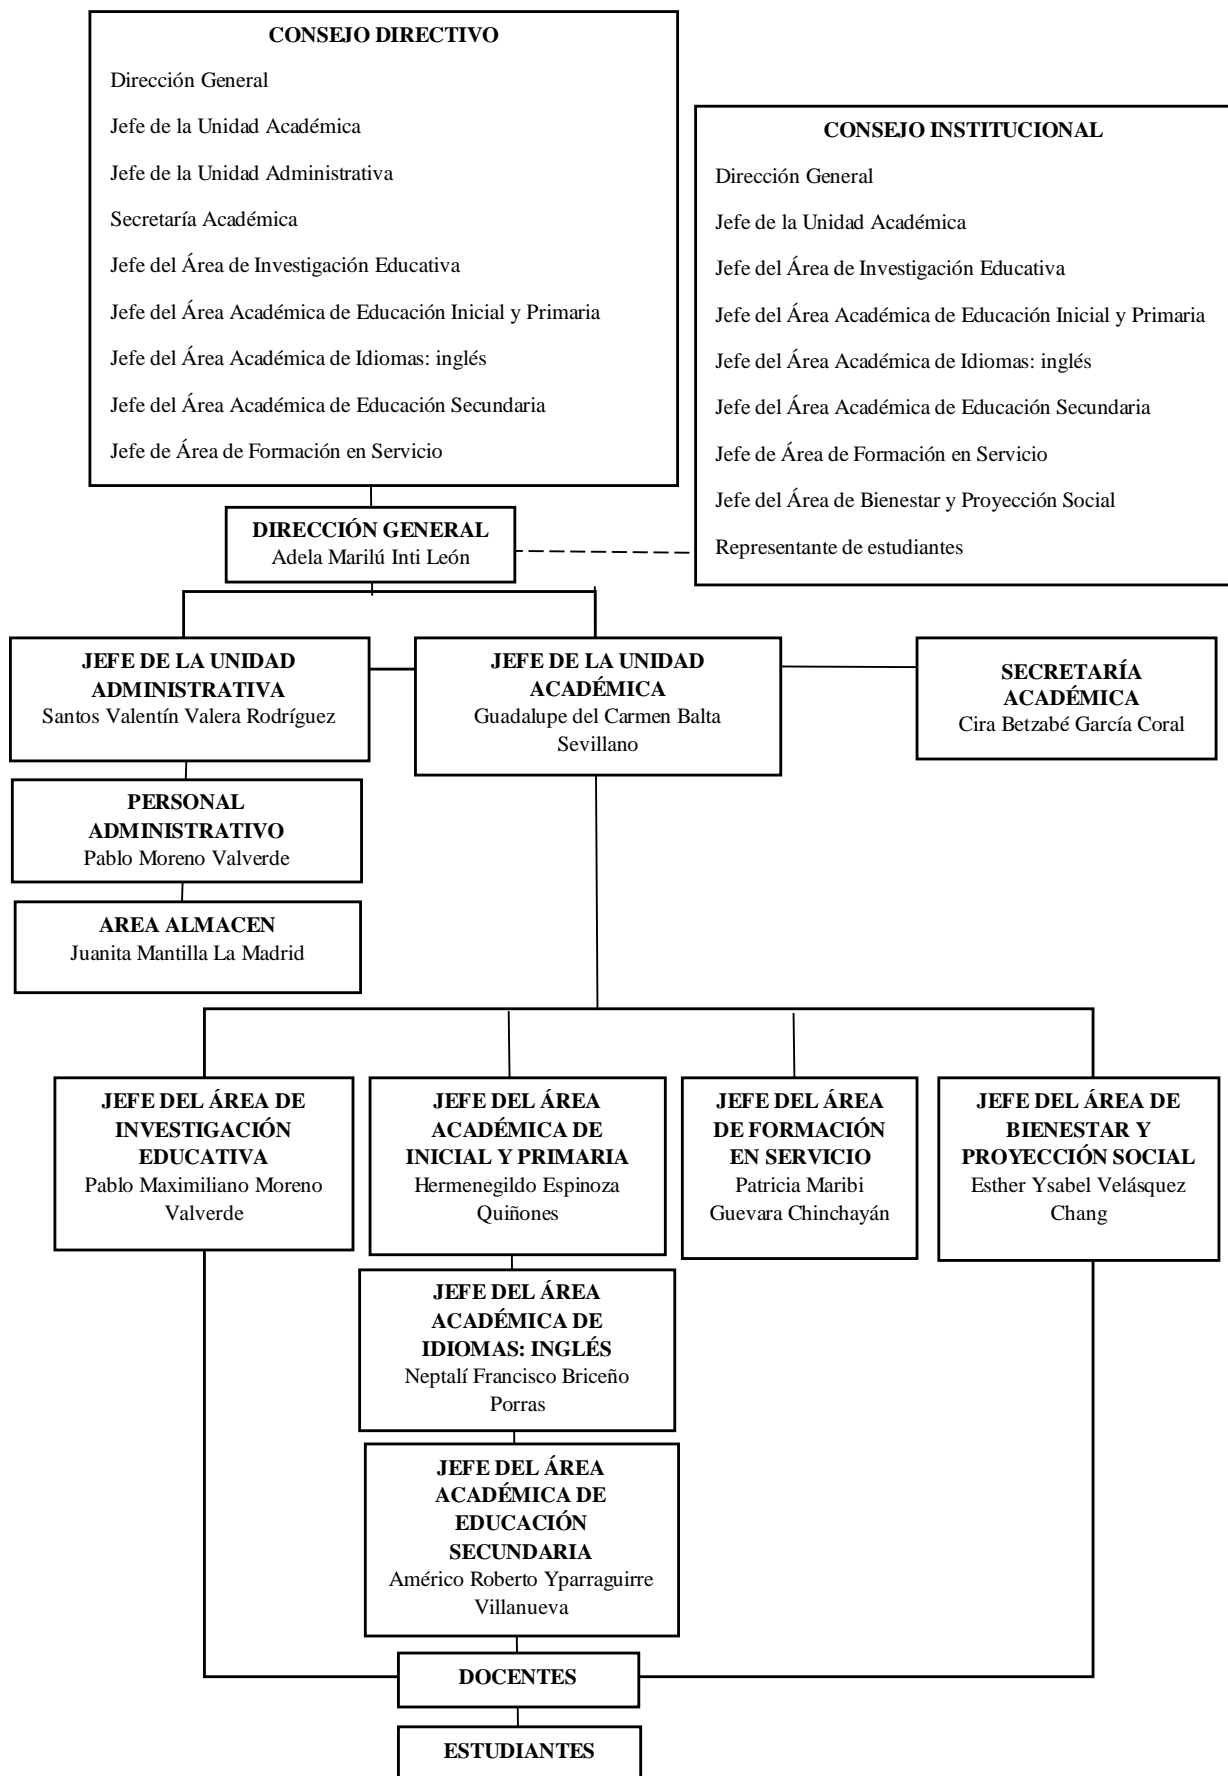 CONSEJO DIRECTIVO
Dirección General
Jefe de la Unidad Académica
Jefe de la Unidad Administrativa
Secretaría Académica
Jefe del Área de Investigación Educativa
Jefe del Área Académica de Educación Inicial y Primaria
Jefe del Área Académica de Idiomas: inglés
Jefe del Área Académica de Educación Secundaria
Jefe de Área de Formación en Servicio
CONSEJO INSTITUCIONAL
Dirección General
Jefe de la Unidad Académica
Jefe del Área de Investigación Educativa
Jefe del Área Académica de Educación Inicial y Primaria
Jefe del Área Académica de Idiomas: inglés
Jefe del Área Académica de Educación Secundaria
Jefe de Área de Formación en Servicio
Jefe del Área de Bienestar y Proyección Social
Representante de estudiantes
DIRECCIÓN GENERAL
Adela Marilú Inti León
JEFE DE LA UNIDAD
ADMINISTRATIVA
Santos Valentín Valera Rodríguez
JEFE DE LA UNIDAD
ACADÉMICA
Guadalupe del Carmen Balta
Sevillano
SECRETARÍA
ACADÉMICA
Cira Betzabé García Coral
PERSONAL
ADMINISTRATIVO
Pablo Moreno Valverde
AREA ALMACEN
Juanita Mantilla La Madrid
JEFE DEL ÁREA DE
INVESTIGACIÓN
EDUCATIVA
Pablo Maximiliano Moreno
Valverde
JEFE DEL ÁREA
ACADÉMICA DE
INICIAL Y PRIMARIA
Hermenegildo Espinoza
Quiñones
JEFE DEL ÁREA
DE FORMACIÓN
EN SERVICIO
Patricia Maribi
Guevara Chinchayán
JEFE DEL ÁREA DE
BIENESTAR Y
PROYECCIÓN SOCIAL
Esther Ysabel Velásquez
Chang
JEFE DEL ÁREA
ACADÉMICA DE
IDIOMAS: INGLÉS
Neptalí Francisco Briceño
Porras
JEFE DEL ÁREA
ACADÉMICA DE
EDUCACIÓN
SECUNDARIA
Américo Roberto Yparraguirre
Villanueva
DOCENTES
ESTUDIANTES